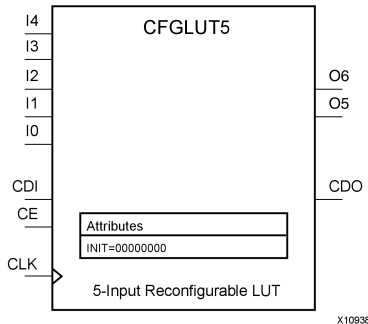 CFGLUT5
I4
I3
I2
I1
I0
CDI
CE
CLK
O6
O5
CDO
Attributes
INIT=00000000
5-Input Reconfigurable LUT
X10938